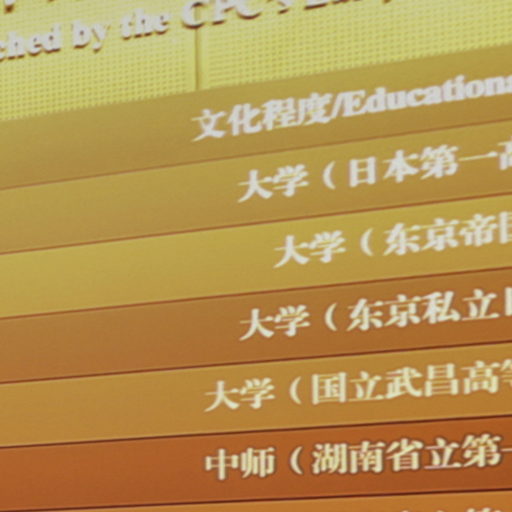 ched by the CPC's
文化程度/Educationa
大学（日本第一高
大学（东京帝国
大学（东京私立日
大学（国立武昌高等
中师（湖南省立第一